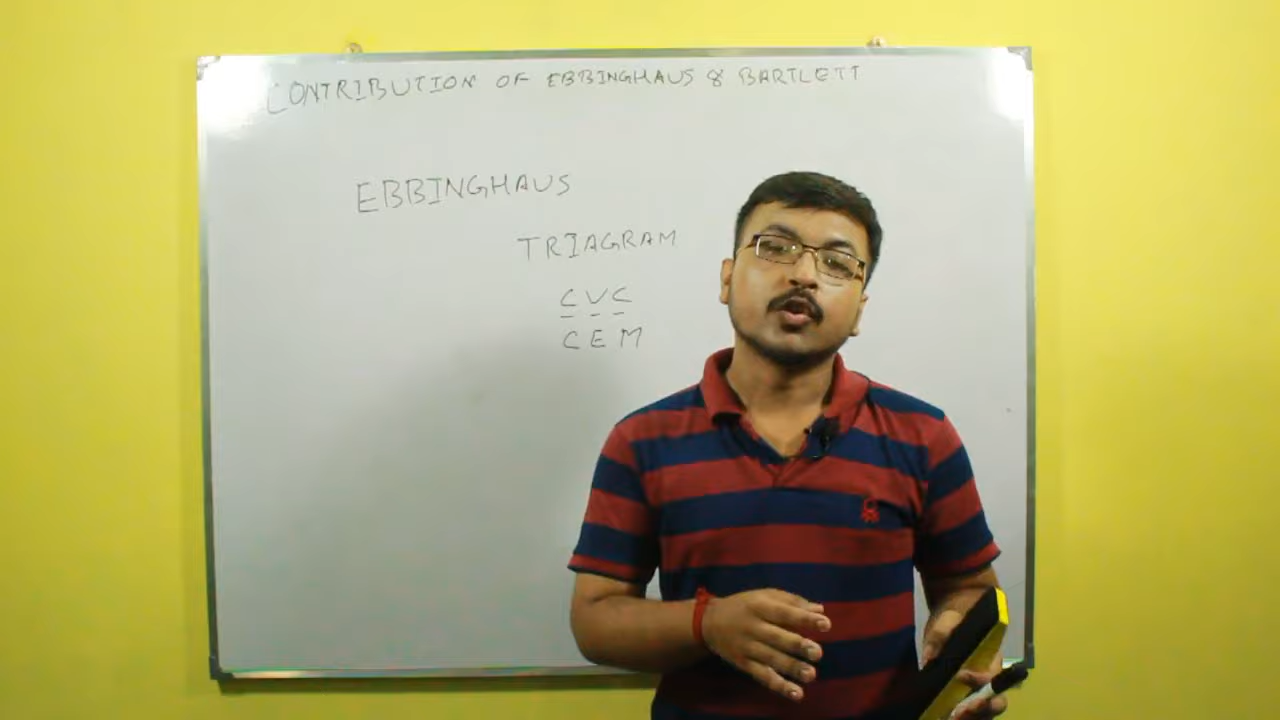 CONTRIBUTION OF EBBINGHAUS & BARTLETT
EBBINGHAUS
TRIAGRAM
CVC
CEM